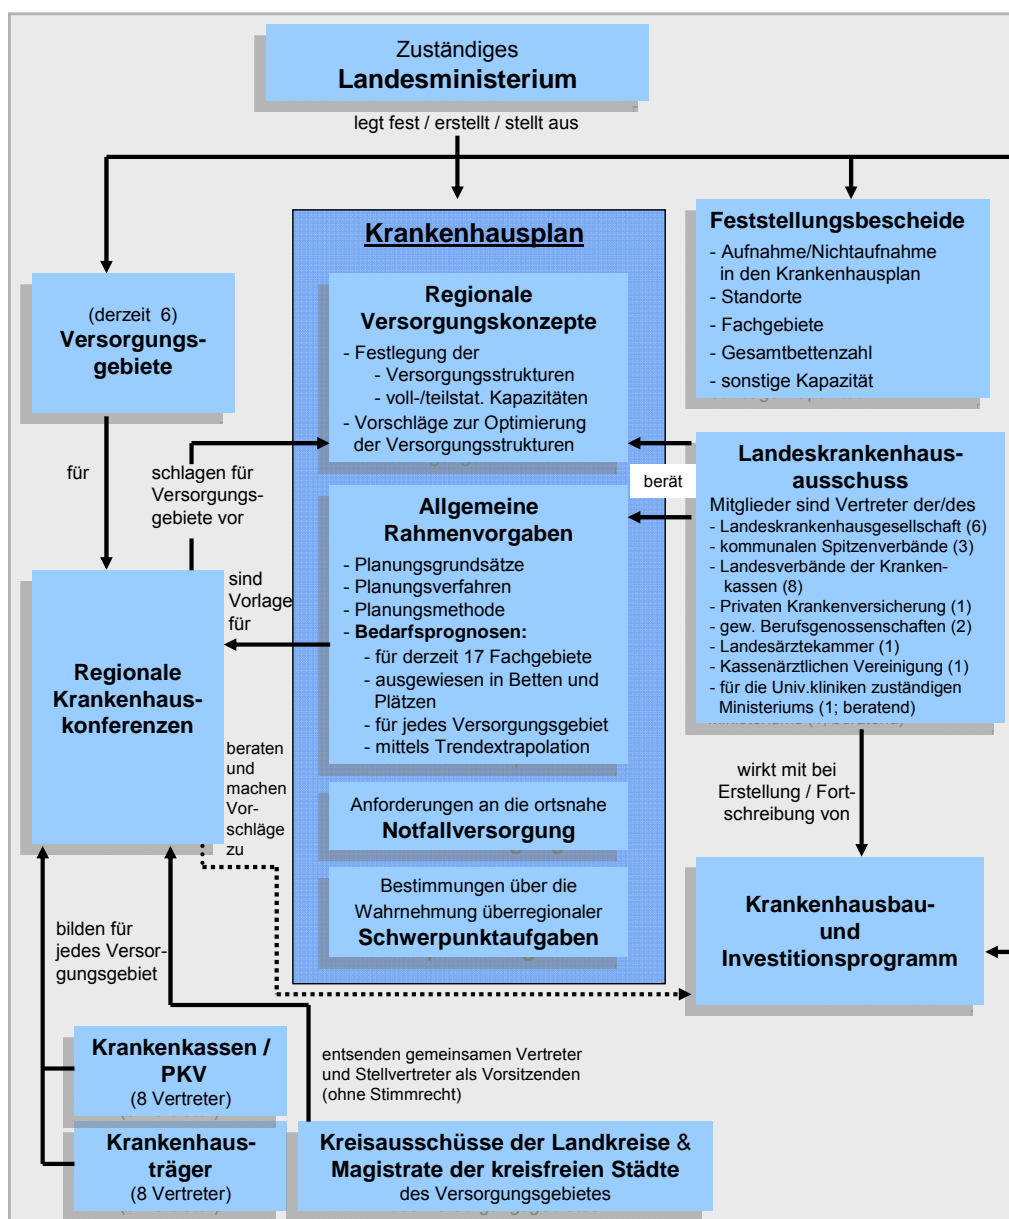 Zuständiges
Landesministerium
legt fest / erstellt / stellt aus
(derzeit 6)
Versorgungs-
gebiete
für
schlagen für
Versorgungs-
gebiete vor
sind
Vorlage
für
Regionale
Krankenhaus-
konferenzen
beraten
und
machen
Vor-
schläge
zu
bilden für
jedes Versor-
gungsgebiet
Krankenkassen /
PKV
(8 Vertreter)
Krankenhaus-
träger
(8 Vertreter)
Krankenhausplan
Regionale
Versorgungskonzepte
- Festlegung der
- Versorgungsstrukturen
- voll-/teilstat. Kapazitäten
- Vorschläge zur Optimierung
der Versorgungsstrukturen
Allgemeine
Rahmenvorgaben
- Planungsgrundsätze
- Planungsverfahren
- Planungsmethode
- Bedarfsprognosen:
- für derzeit 17 Fachgebiete
- ausgewiesen in Betten und
Plätzen
- für jedes Versorgungsgebiet
- mittels Trendextrapolation
Anforderungen an die ortsnahe
Notfallversorgung
Bestimmungen über die
Wahrnehmung überregionaler
Schwerpunktaufgaben
entsenden gemeinsamen Vertreter
und Stellvertreter als Vorsitzenden
(ohne Stimmrecht)
Kreisausschüsse der Landkreise &
Magistrate der kreisfreien Städte
des Versorgungsgebietes
Feststellungsbescheide
- Aufnahme/Nichtaufnahme
in den Krankenhausplan
- Standorte
- Fachgebiete
- Gesamtbettenzahl
- sonstige Kapazität
berät
Landeskrankenhaus-
ausschuss
Mitglieder sind Vertreter der/des
- Landeskrankenhausgesellschaft (6)
- kommunalen Spitzenverbände (3)
- Landesverbände der Kranken-
kassen (8)
- Privaten Krankenversicherung (1)
- gew. Berufsgenossenschaften (2)
- Landesärztekammer (1)
- Kassenärztlichen Vereinigung (1)
- für die Univ.kliniken zuständigen
Ministeriums (1; beratend)
wirkt mit bei
Erstellung / Fort-
schreibung von
Krankenhausbau-
und
Investitionsprogramm